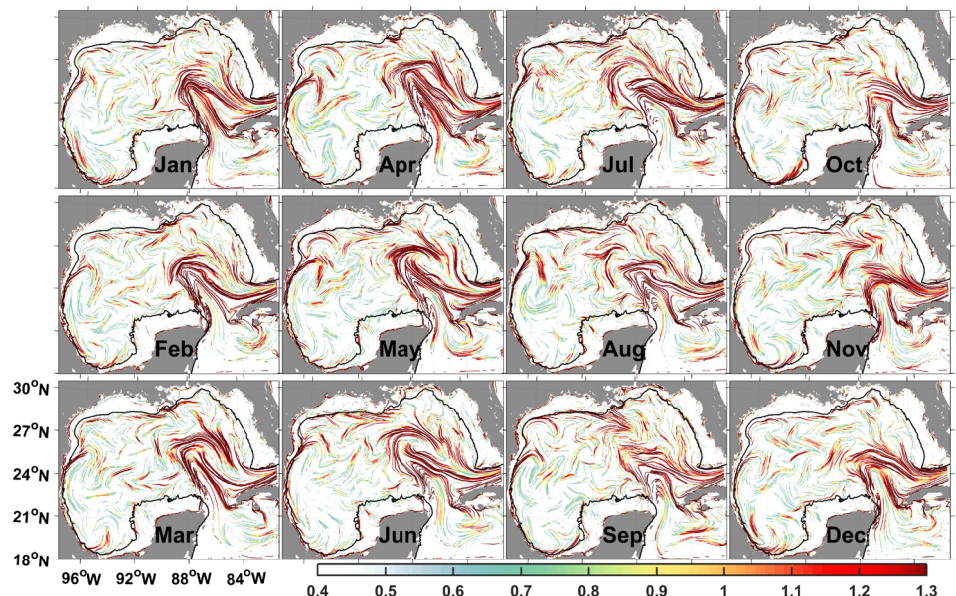 Jan Apr Jul Oct
Feb May Aug Nov
30°N
27°N
24°N
21°N
18°N
Mar Jun Sep Dec
96°W 92°W 88°W 84°W
0.4 0.5 0.6 0.7 0.8 0.9 1 1.1 1.2 1.3